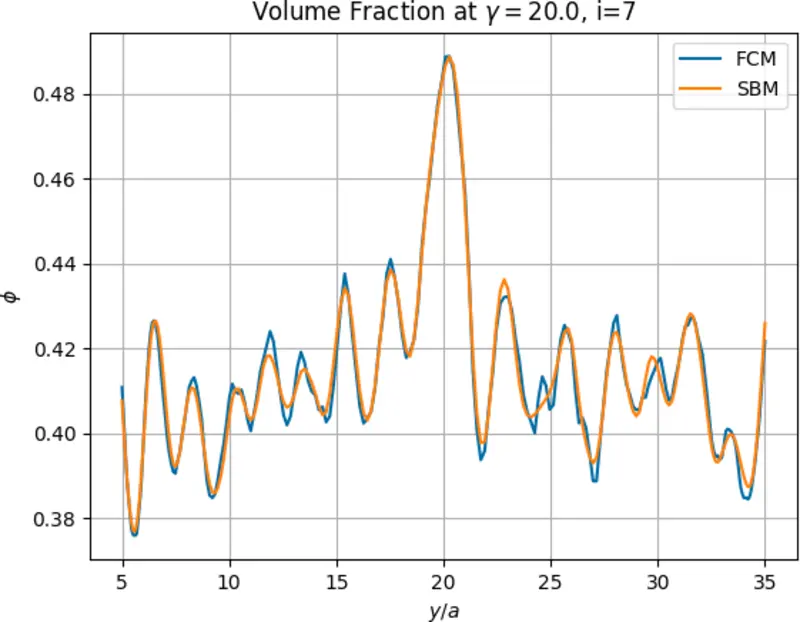 Volume Fraction at γ = 20.0, i=7
FCM
SBM
0.48
0.46
0.44
0.42
0.40
0.38
ϕ
5 10 15 20 25 30 35
y/a